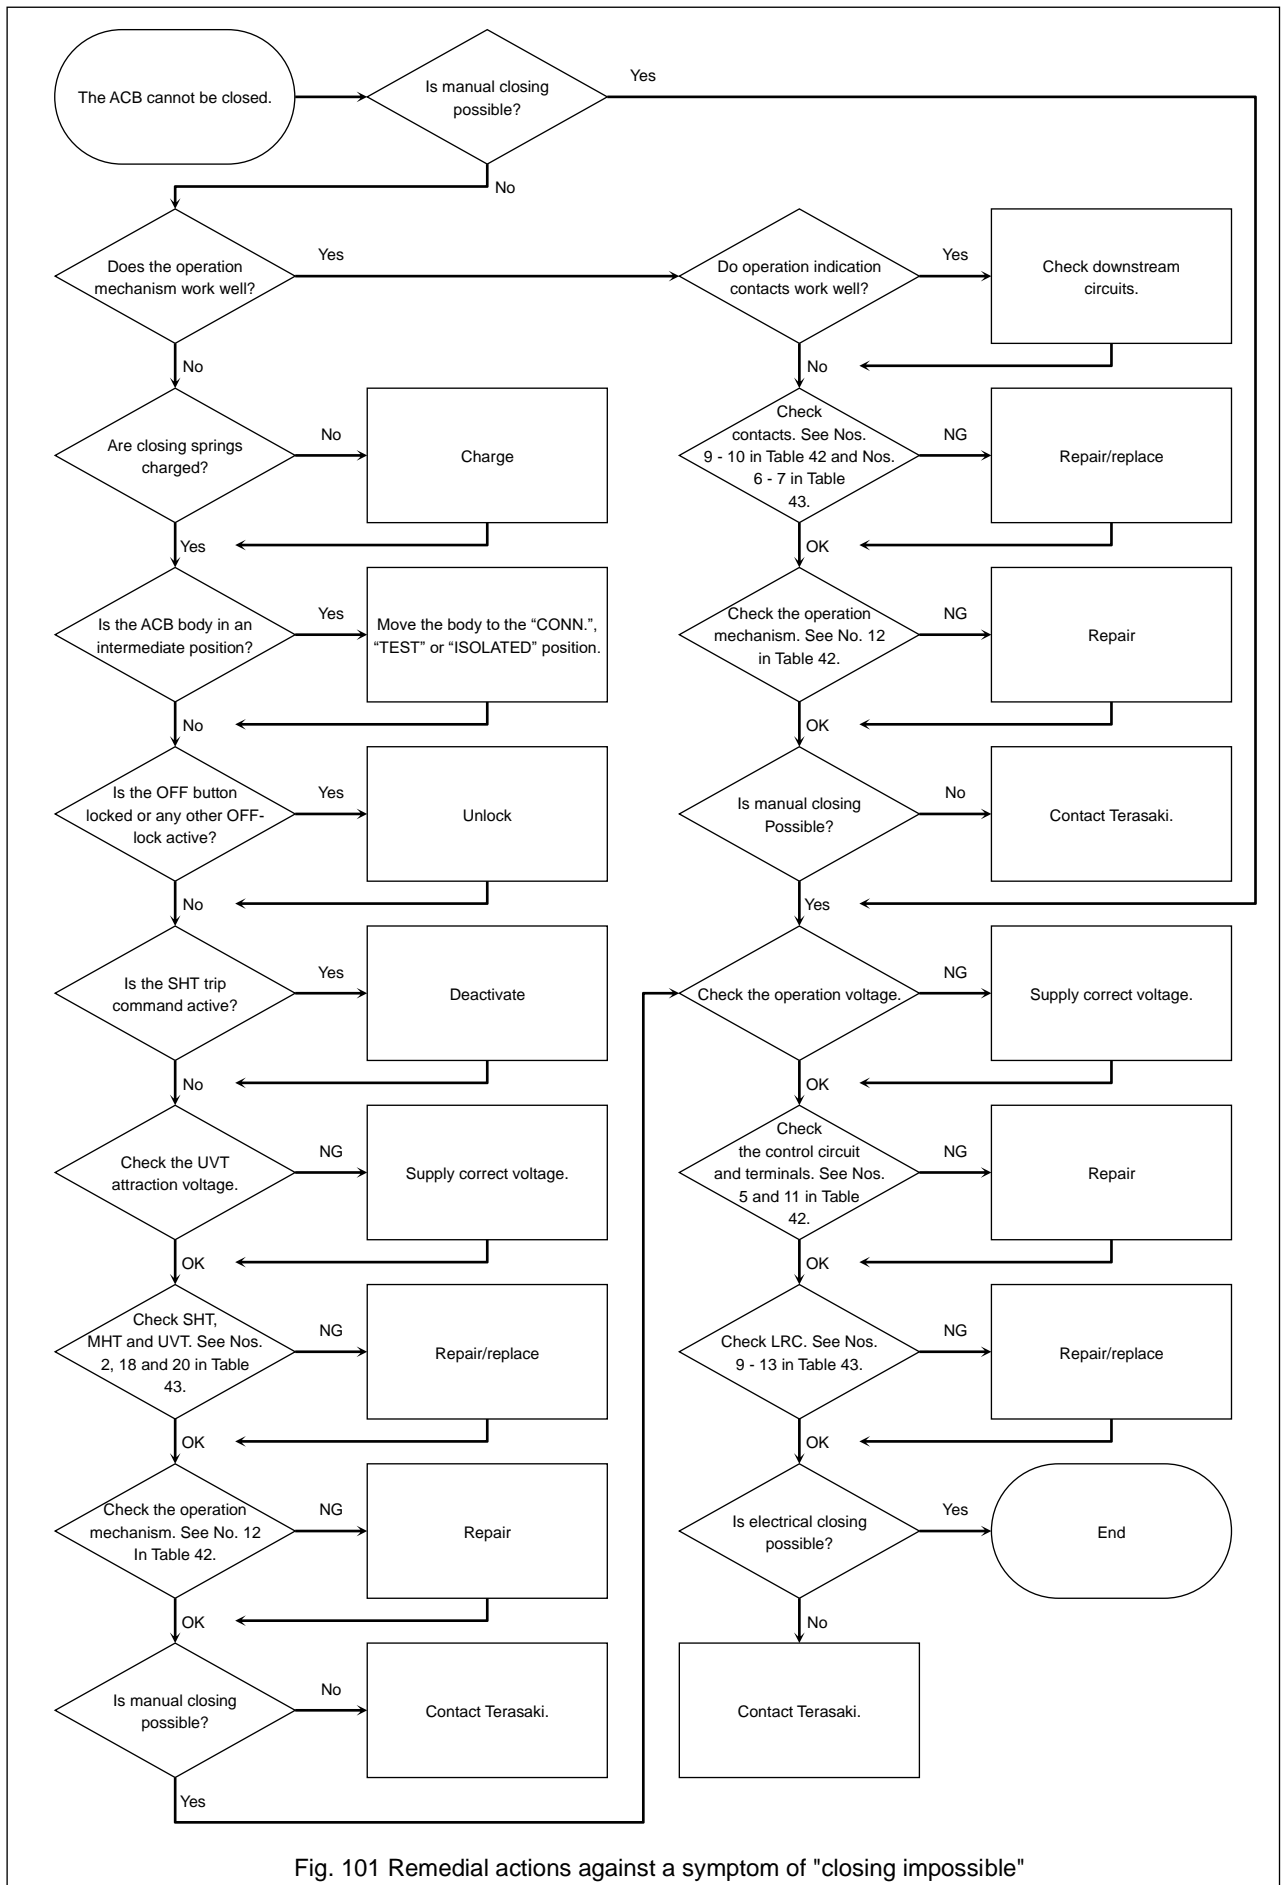 The ACB cannot be closed.
Is manual closing
possible?
Yes
No
Does the operation
mechanism work well?
Yes
No
Are closing springs
charged?
No
Charge
Yes
Is the ACB body in an
intermediate position?
Yes
Move the body to the “CONN.”,
“TEST” or “ISOLATED” position.
No
Is the OFF button
locked or any other OFF-
lock active?
Yes
Unlock
No
Is the SHT trip
command active?
Yes
Deactivate
No
Check the UVT
attraction voltage.
NG
Supply correct voltage.
OK
Check SHT,
MHT and UVT. See Nos.
2, 18 and 20 in Table
43.
NG
Repair/replace
OK
Check the operation
mechanism. See No. 12
In Table 42.
NG
Repair
OK
Is manual closing
possible?
No
Contact Terasaki.
Yes
Do operation indication
contacts work well?
Yes
Check downstream
circuits.
No
Check
contacts. See Nos.
9 - 10 in Table 42 and Nos.
6 - 7 in Table
43.
NG
Repair/replace
OK
Check the operation
mechanism. See No. 12
in Table 42.
NG
Repair
OK
Is manual closing
Possible?
No
Contact Terasaki.
Yes
Check the operation voltage.
NG
Supply correct voltage.
OK
Check
the control circuit
and terminals. See Nos.
5 and 11 in Table
42.
NG
Repair
OK
Check LRC. See Nos.
9 - 13 in Table 43.
NG
Repair/replace
OK
Is electrical closing
possible?
Yes
End
No
Contact Terasaki.
Fig. 101 Remedial actions against a symptom of "closing impossible"